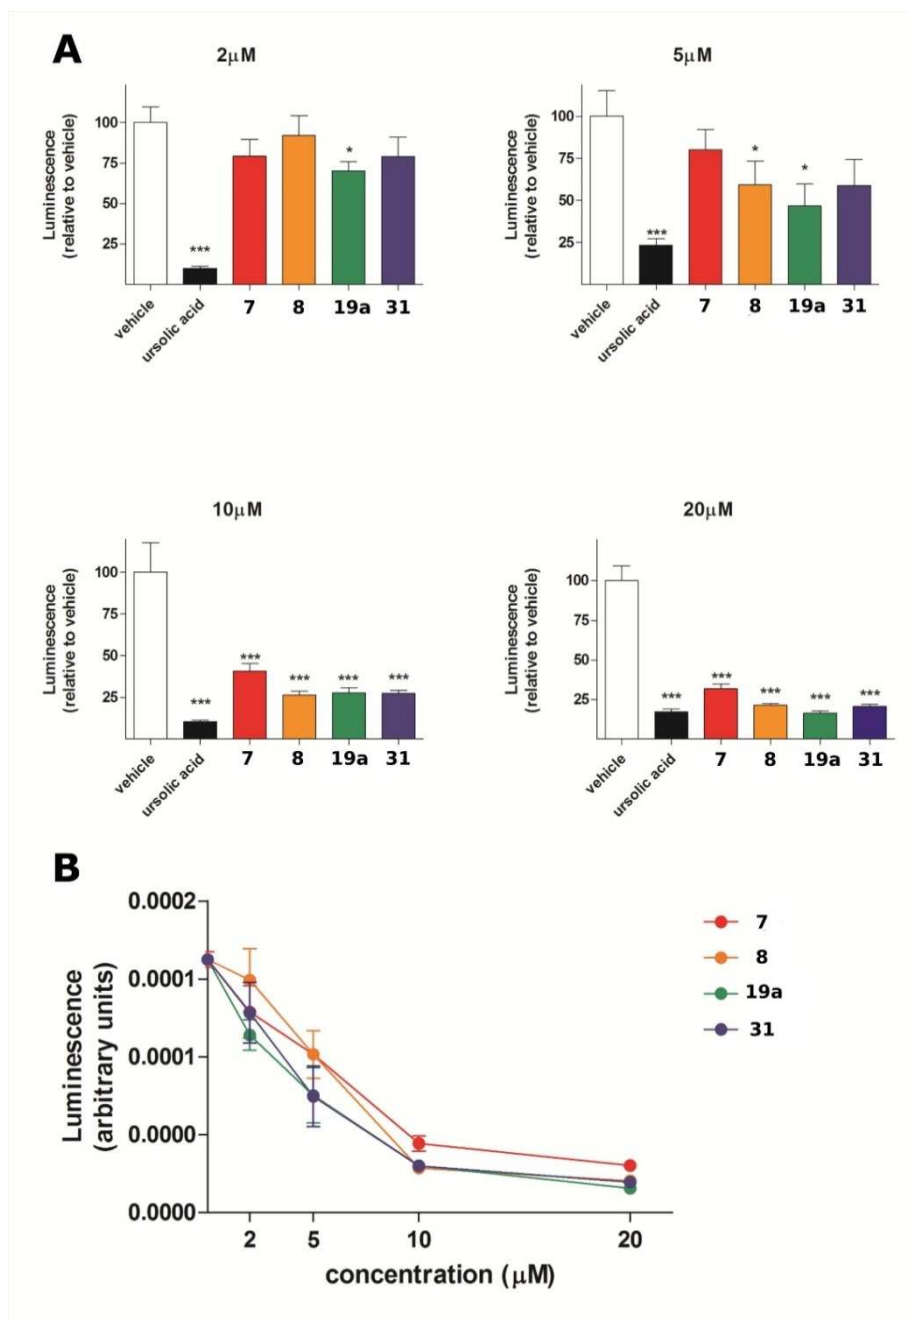 A
2μM
Luminescence
(relative to vehicle)
100
75
50
25
***
*
vehicle
ursolic acid
7
8
19a
31
5μM
Luminescence
(relative to vehicle)
100
75
50
25
***
*
*
vehicle
ursolic acid
7
8
19a
31
10μM
Luminescence
(relative to vehicle)
100
75
50
25
***
***
***
***
***
vehicle
ursolic acid
7
8
19a
31
20μM
Luminescence
(relative to vehicle)
100
75
50
25
***
***
***
***
***
vehicle
ursolic acid
7
8
19a
31
B
Luminescence
(arbitrary units)
0.0002
0.0001
0.0001
0.0000
0.0000
2
5
10
20
concentration (μM)
7
8
19a
31